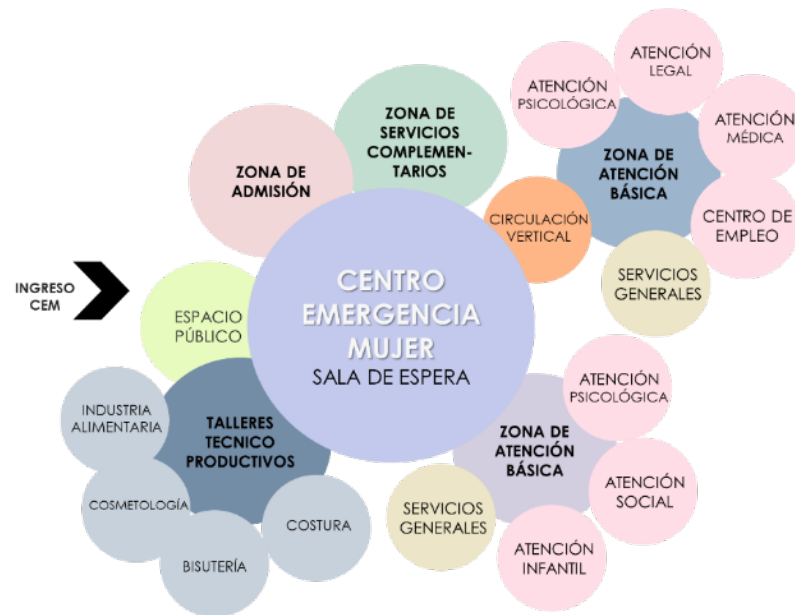 ATENCIÓN
LEGAL
ATENCIÓN
PSICOLÓGICA
ATENCIÓN
MÉDICA
ZONA DE
SERVICIOS
COMPLEMEN-
TARIOS
ZONA DE
ATENCIÓN
BÁSICA
ZONA DE
ADMISIÓN
CIRCULACIÓN
VERTICAL
CENTRO DE
EMPLEO
SERVICIOS
GENERALES
INGRESO
CEM
ESPACIO
PÚBLICO
CENTRO
EMERGENCIA
MUJER
SALA DE ESPERA
ATENCIÓN
PSICOLÓGICA
INDUSTRIA
ALIMENTARIA
TALLERES
TECNICO
PRODUCTIVOS
ZONA DE
ATENCIÓN
BÁSICA
ATENCIÓN
SOCIAL
COSMETOLOGÍA
COSTURA
SERVICIOS
GENERALES
ATENCIÓN
INFANTIL
BISUTERÍA